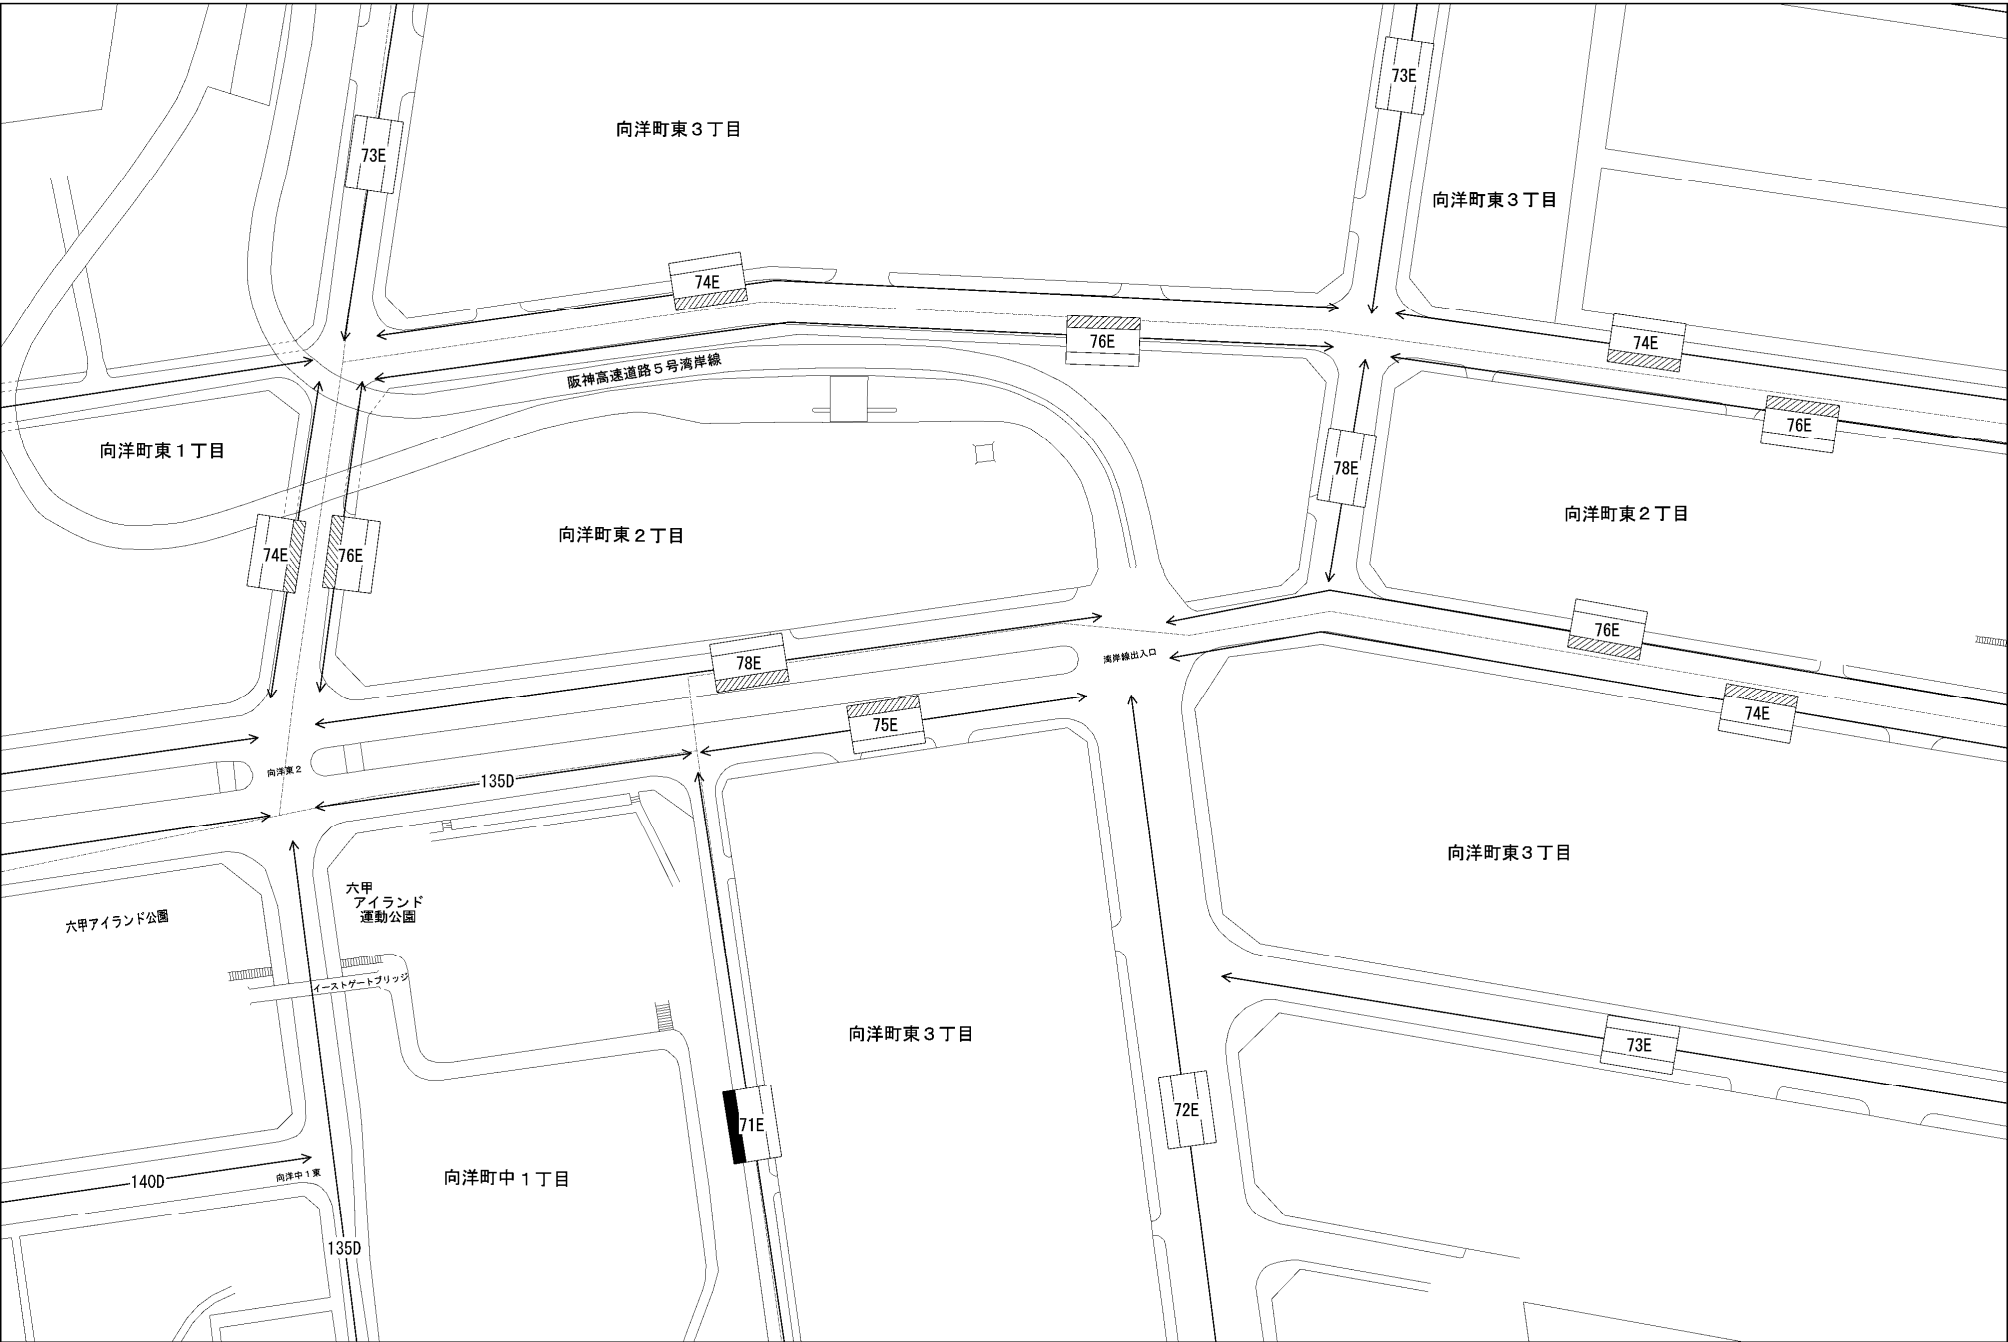 73E
向洋町東３丁目
73E
向洋町東３丁目
74E
76E
74E
阪神高速道路５号湾岸線
76E
向洋町東１丁目
78E
向洋町東２丁目
向洋町東２丁目
74E
76E
76E
78E
湾岸線出入口
75E
74E
向洋東２
135D
向洋町東３丁目
六甲
アイランド
運動公園
六甲アイランド公園
イーストゲートブリッジ
向洋町東３丁目
73E
71E
72E
向洋町中１丁目
向洋中１東
140D
135D